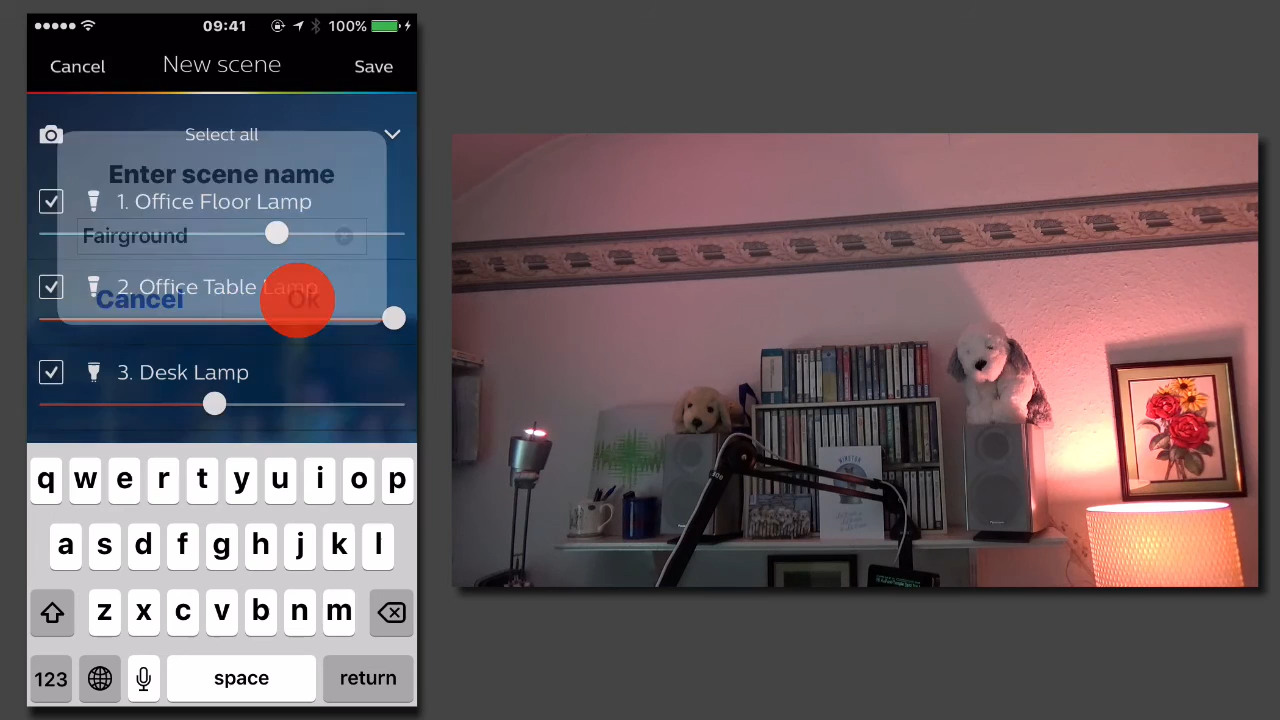 09:41
100%
Cancel
New scene
Save
Select all
Enter scene name
1. Office Floor Lamp
Fairground
2. Office Table Lamp
Cancel
Ok
3. Desk Lamp
q w e r t y u i o p
a s d f g h j k l
z x c v b n m
123
space
return
WINSTON